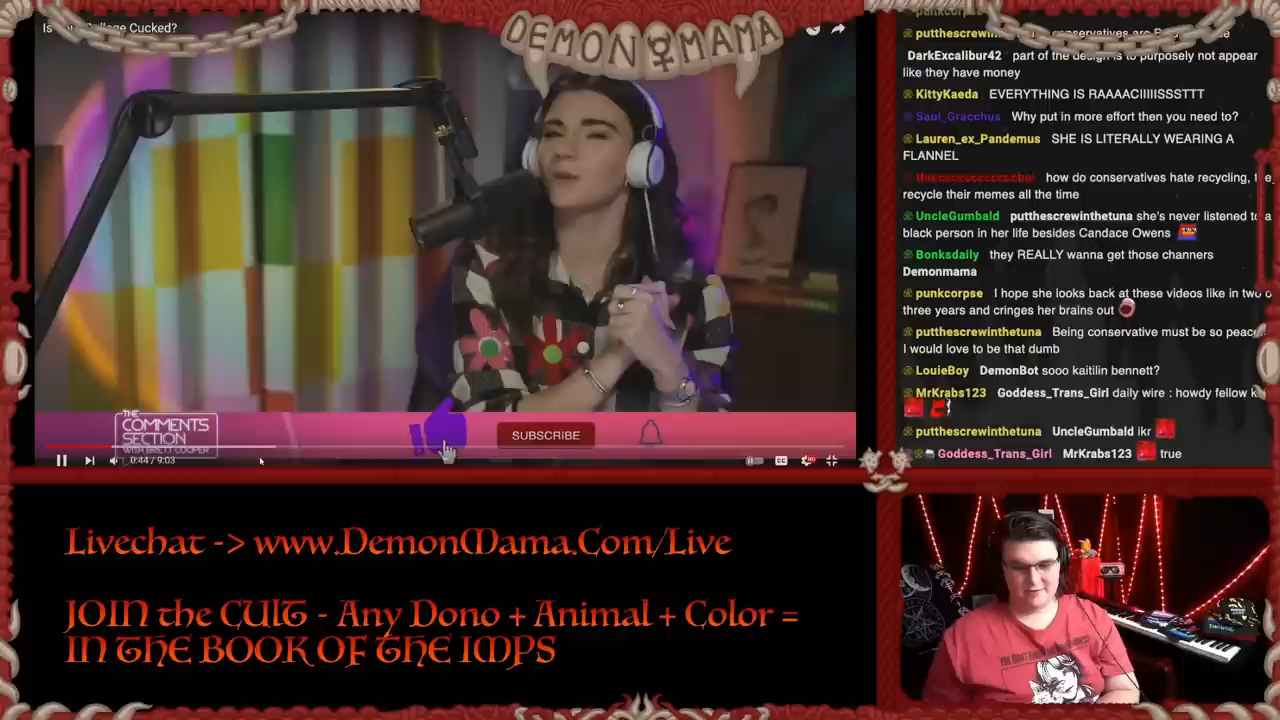 Is
Cucked?
DEMON MAMA
putthescrewin
DarkExcalibur42 part of the design is to purposely not appear
like they have money
KittyKaeda EVERYTHING IS RAAAACIIIIISSSTTT
Saul_Gracchus Why put in more effort then you need to?
Lauren_ex_Pandemus SHE IS LITERALLY WEARING A
FLANNEL
how do conservatives hate recycling,
recycle their memes all the time
UncleGumbald putthescrewinthetuna she's never listened to a
black person in her life besides Candace Owens
Bonksdaily they REALLY wanna get those channers
Demonmama
punkcorpse I hope she looks back at these videos like in two o
three years and cringes her brains out
putthescrewinthetuna Being conservative must be so peace
I would love to be that dumb
LouieBoy DemonBot sooo kaitilin bennett?
MrKrabs123 Goddess_Trans_Girl daily wire : howdy fellow k
putthescrewinthetuna UncleGumbald ikr
Goddess_Trans_Girl MrKrabs123 true
THE
COMMENTS
SECTION
WITH BRETT COOPER
SUBSCRIBE
0:44 / 9:03
CC
Livechat -> www.DemonMama.Com/Live
JOIN the CULT - Any Dono + Animal + Color =
IN THE BOOK OF THE IMPS